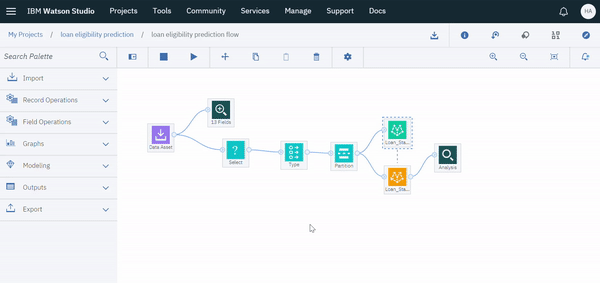 IBM Watson Studio Projects Tools Community Services Manage Support Docs HA
My Projects / loan eligibility prediction / loan eligibility prediction flow
Search Palette
Import
Record Operations
Field Operations
Graphs
Modeling
Outputs
Export
13 Fields
Data Asset
Select
Type
Partition
Loan_Sta...
Loan_Sta...
Analysis